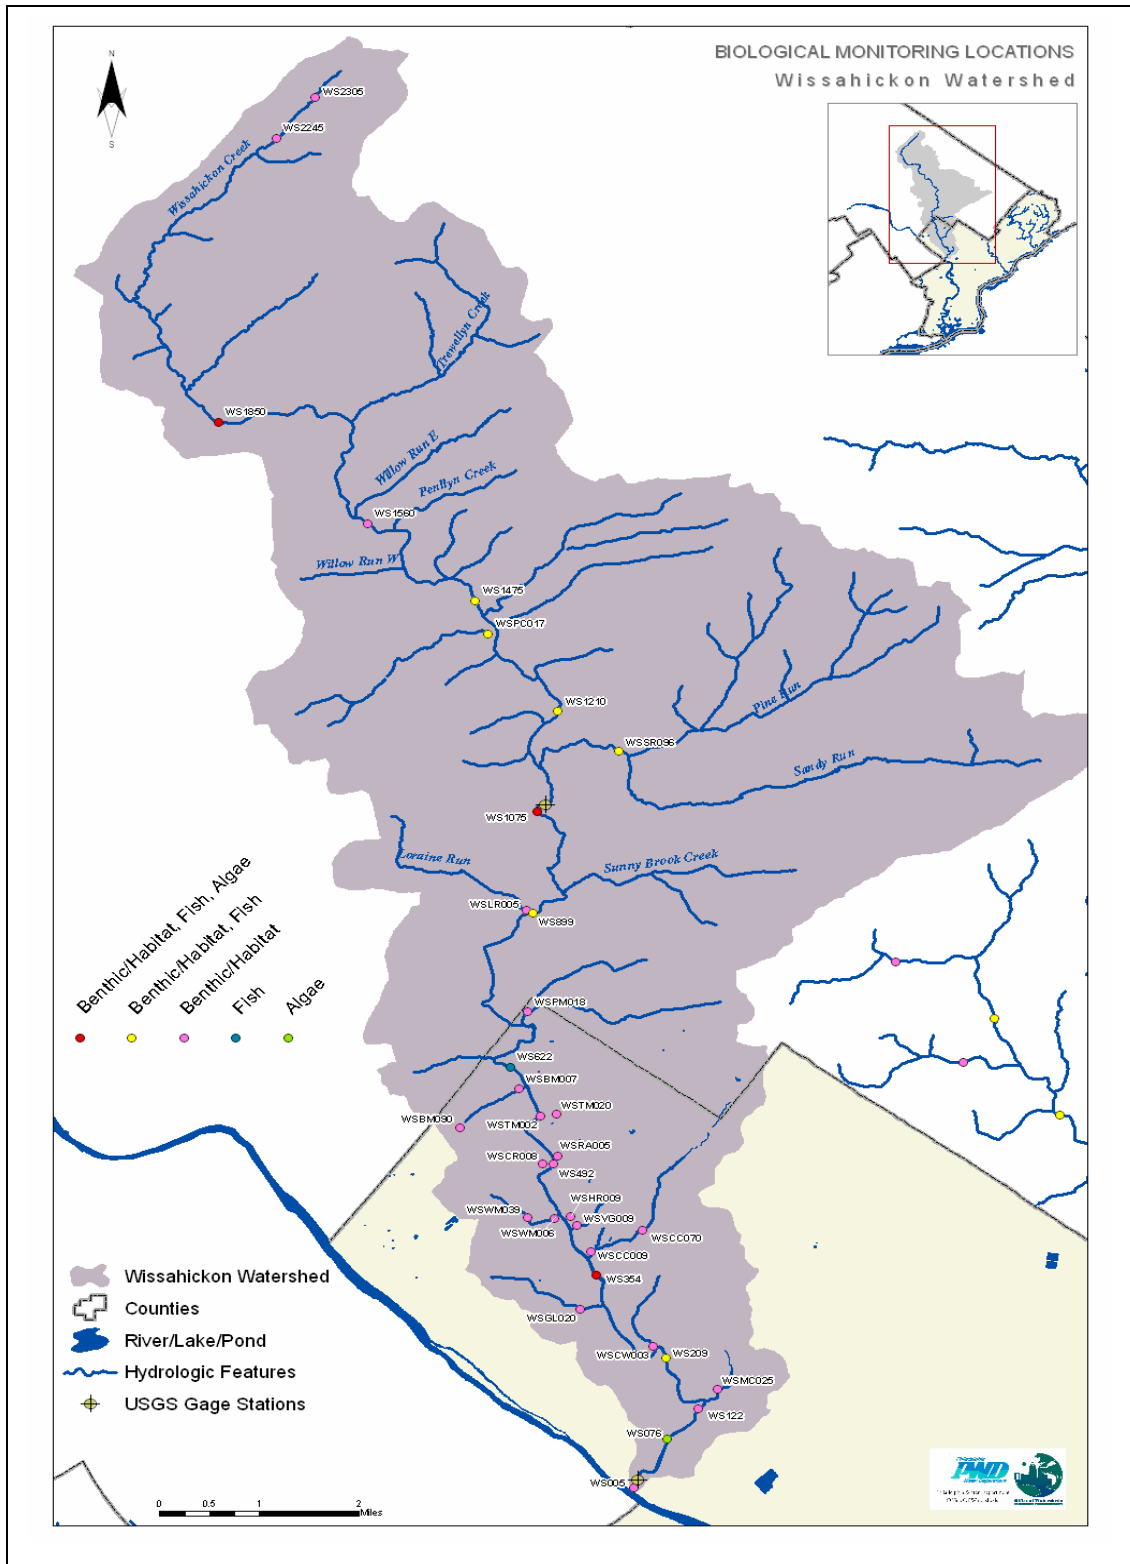 BIOLOGICAL MONITORING LOCATIONS
Wissahickon Watershed
N
S
WS2305
WS2245
Wissahickon Creek
Trewellyn Creek
WS1850
Willow Run E
Penllyn Creek
WS1560
Willow Run W
WS1475
WSPC017
WS1210
Pine Run
WSSR096
Sandy Run
WS1075
Loraine Run
Sunny Brook Creek
WSLR005
WS899
Benthic/Habitat, Fish, Algae
Benthic/Habitat, Fish
Benthic/Habitat
Fish
Algae
WSPM018
WS622
WSBM007
WSTM020
WSBM090
WSTM002
WSRA005
WSCR008
WS492
WSHR009
WSWM039
WSVG009
WSWM006
WSCC070
WSCC009
WS354
WSGL020
WSCW003
WS209
WSMC025
WS122
WS076
WS005
Wissahickon Watershed
Counties
River/Lake/Pond
Hydrologic Features
USGS Gage Stations
0 0.5 1 2
Miles
PWD